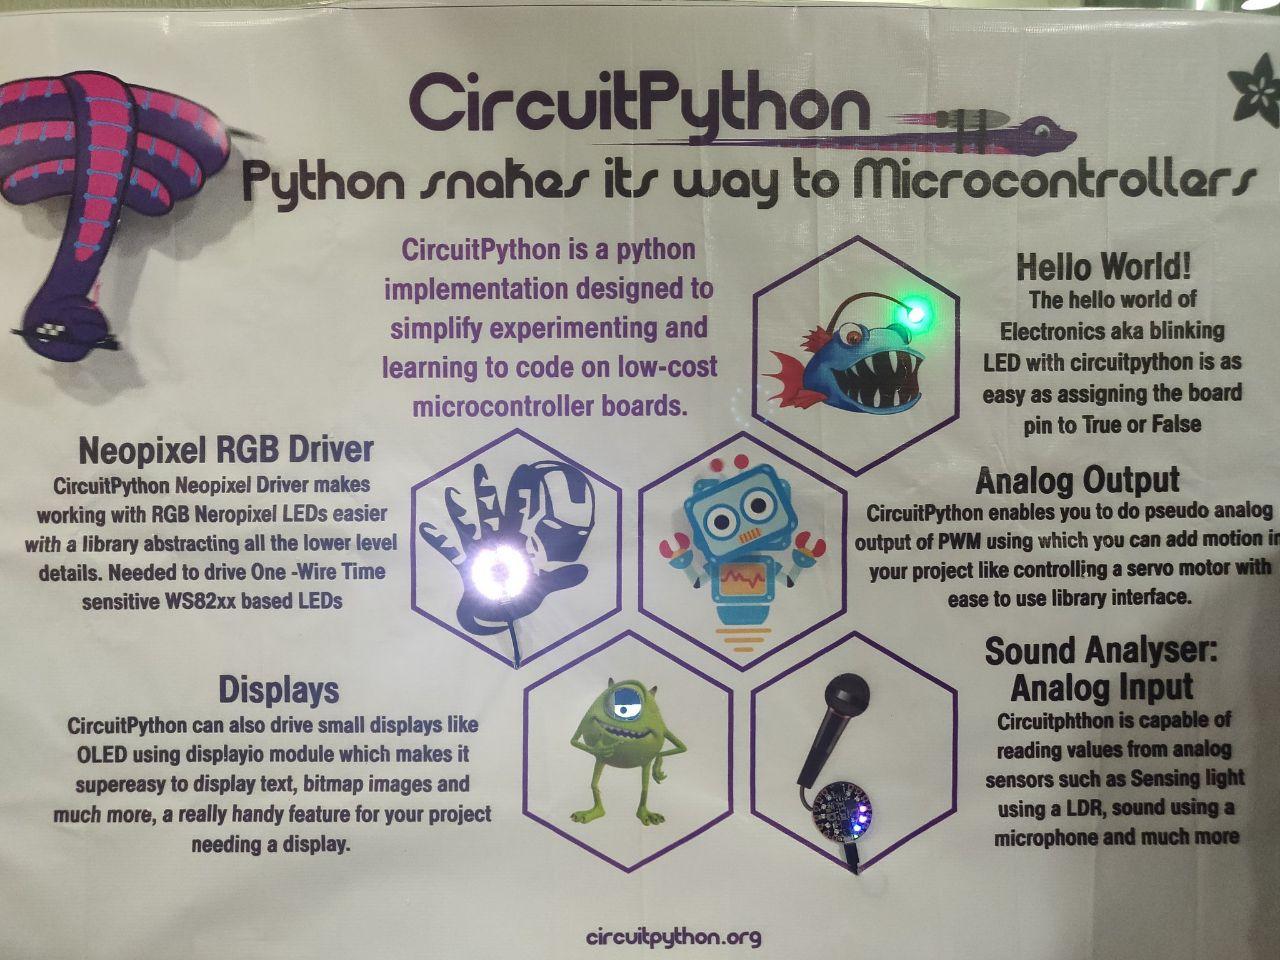 CircuitPython
Python snakes its way to Microcontrollers
CircuitPython is a python
implementation designed to
simplify experimenting and
learning to code on low-cost
microcontroller boards.
Hello World!
The hello world of
Electronics aka blinking
LED with circuitpython is as
easy as assigning the board
pin to True or False
Neopixel RGB Driver
CircuitPython Neopixel Driver makes
working with RGB Neropixel LEDs easier
with a library abstracting all the lower level
details. Needed to drive One -Wire Time
sensitive WS82xx based LEDs
Analog Output
CircuitPython enables you to do pseudo analog
output of PWM using which you can add motion in
your project like controlling a servo motor with
ease to use library interface.
Displays
CircuitPython can also drive small displays like
OLED using displayio module which makes it
supereasy to display text, bitmap images and
much more, a really handy feature for your project
needing a display.
Sound Analyser:
Analog Input
Circuitphthon is capable of
reading values from analog
sensors such as Sensing light
using a LDR, sound using a
microphone and much more
circuitpython.org